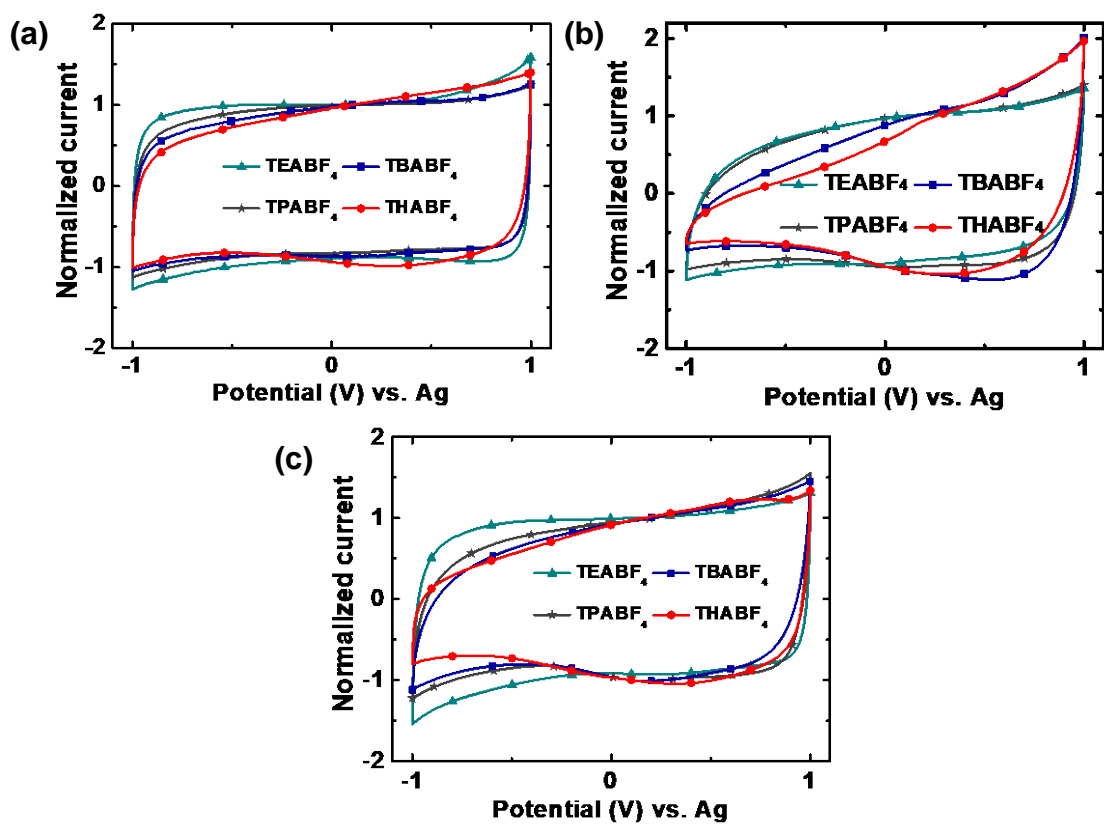 (a)
2
1
0
-1
-2
Normalized current
TEABF₄ TBABF₄
TPABF₄ THABF₄
-1 0 1
Potential (V) vs. Ag
(b)
2
1
0
-1
-2
Normalized current
TEABF₄ TBABF₄
TPABF₄ THABF₄
-1 0 1
Potential (V) vs. Ag
(c)
2
1
0
-1
-2
Normalized current
TEABF₄ TBABF₄
TPABF₄ THABF₄
-1 0 1
Potential (V) vs. Ag